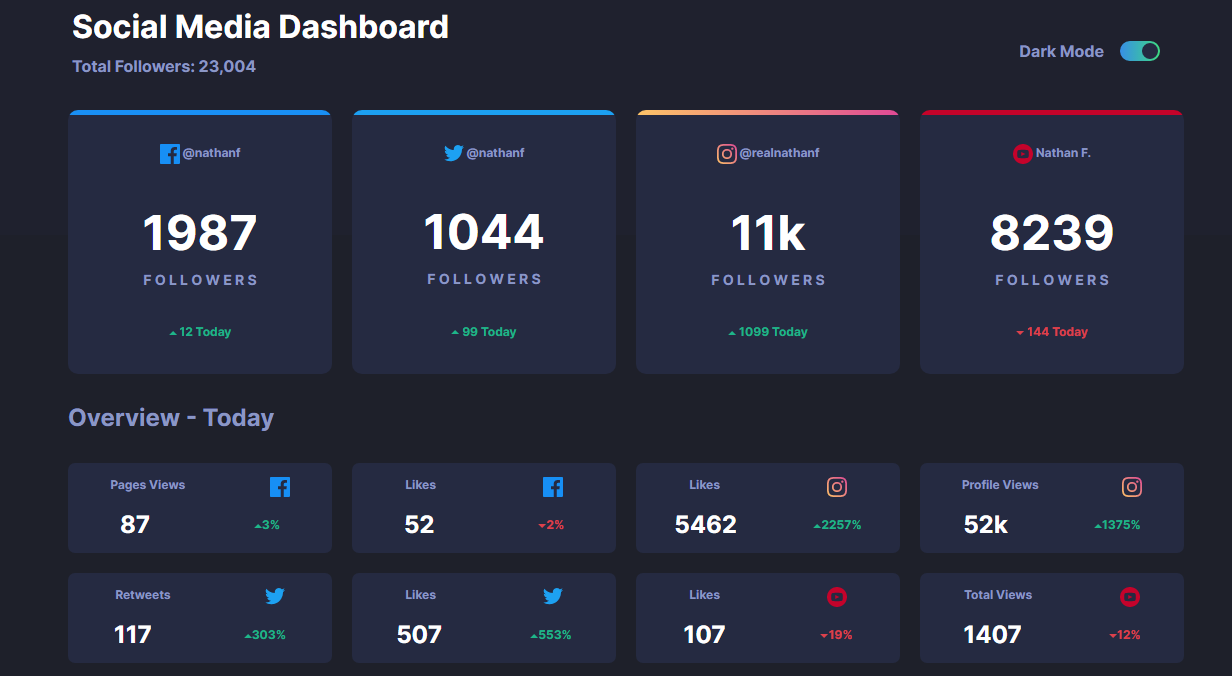 Social Media Dashboard
Total Followers: 23,004
Dark Mode
@nathanf
1987
FOLLOWERS
12 Today
@nathanf
1044
FOLLOWERS
99 Today
@realnathanf
11k
FOLLOWERS
1099 Today
Nathan F.
8239
FOLLOWERS
144 Today
Overview - Today
Pages Views
87
3%
Likes
52
2%
Likes
5462
2257%
Profile Views
52k
1375%
Retweets
117
303%
Likes
507
553%
Likes
107
19%
Total Views
1407
12%